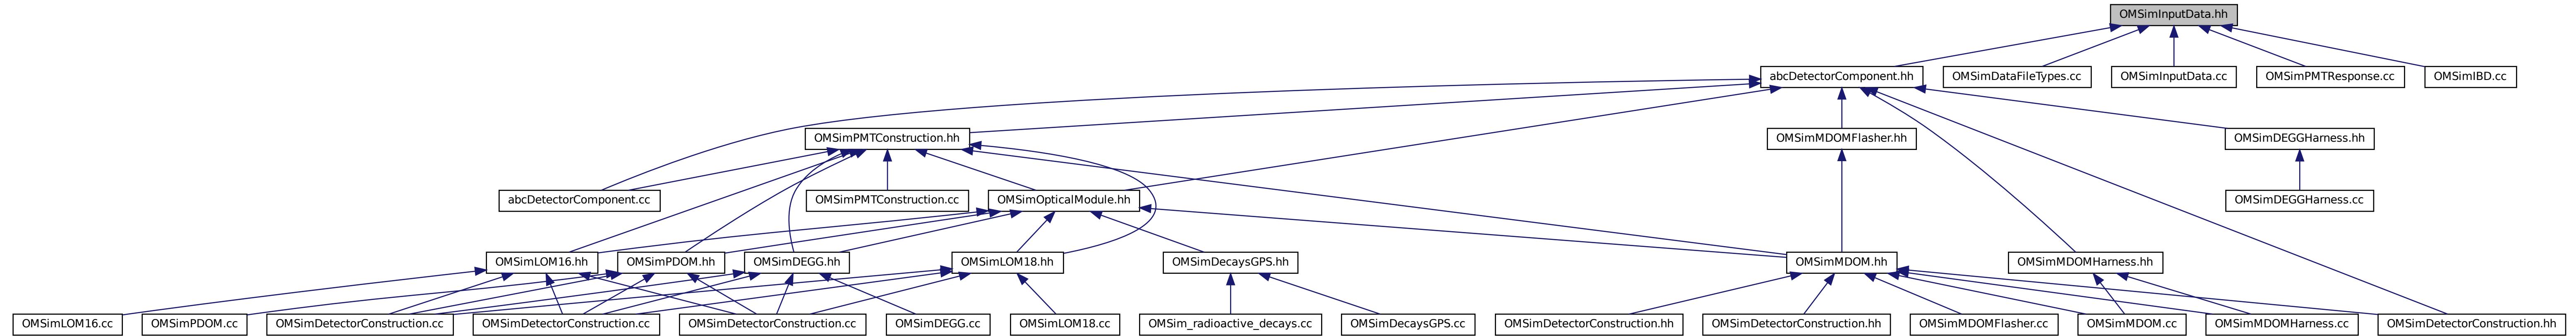 OMSimInputData.hh
abcDetectorComponent.hh
OMSimDataFileTypes.cc
OMSimInputData.cc
OMSimPMTResponse.cc
OMSimIBD.cc
OMSimPMTConstruction.hh
OMSimMDOMFlasher.hh
OMSimDEGGHarness.hh
abcDetectorComponent.cc
OMSimPMTConstruction.cc
OMSimOpticalModule.hh
OMSimDEGGHarness.cc
OMSimLOM16.hh
OMSimPDOM.hh
OMSimDEGG.hh
OMSimLOM18.hh
OMSimDecaysGPS.hh
OMSimMDOM.hh
OMSimMDOMHarness.hh
OMSimLOM16.cc
OMSimPDOM.cc
OMSimDetectorConstruction.cc
OMSimDetectorConstruction.cc
OMSimDetectorConstruction.cc
OMSimDEGG.cc
OMSimLOM18.cc
OMSim_radioactive_decays.cc
OMSimDecaysGPS.cc
OMSimDetectorConstruction.hh
OMSimDetectorConstruction.hh
OMSimMDOMFlasher.cc
OMSimMDOM.cc
OMSimMDOMHarness.cc
OMSimDetectorConstruction.hh